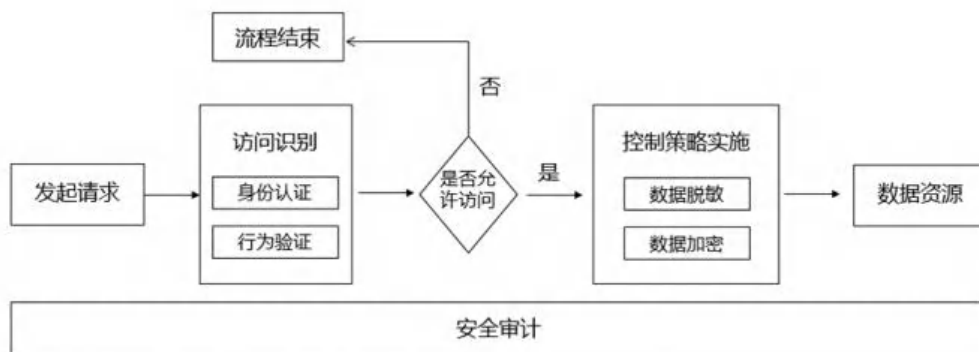 流程结束
否
访问识别
控制策略实施
发起请求
身份认证
行为验证
是否允
许访问
是
数据脱敏
数据加密
数据资源
安全审计